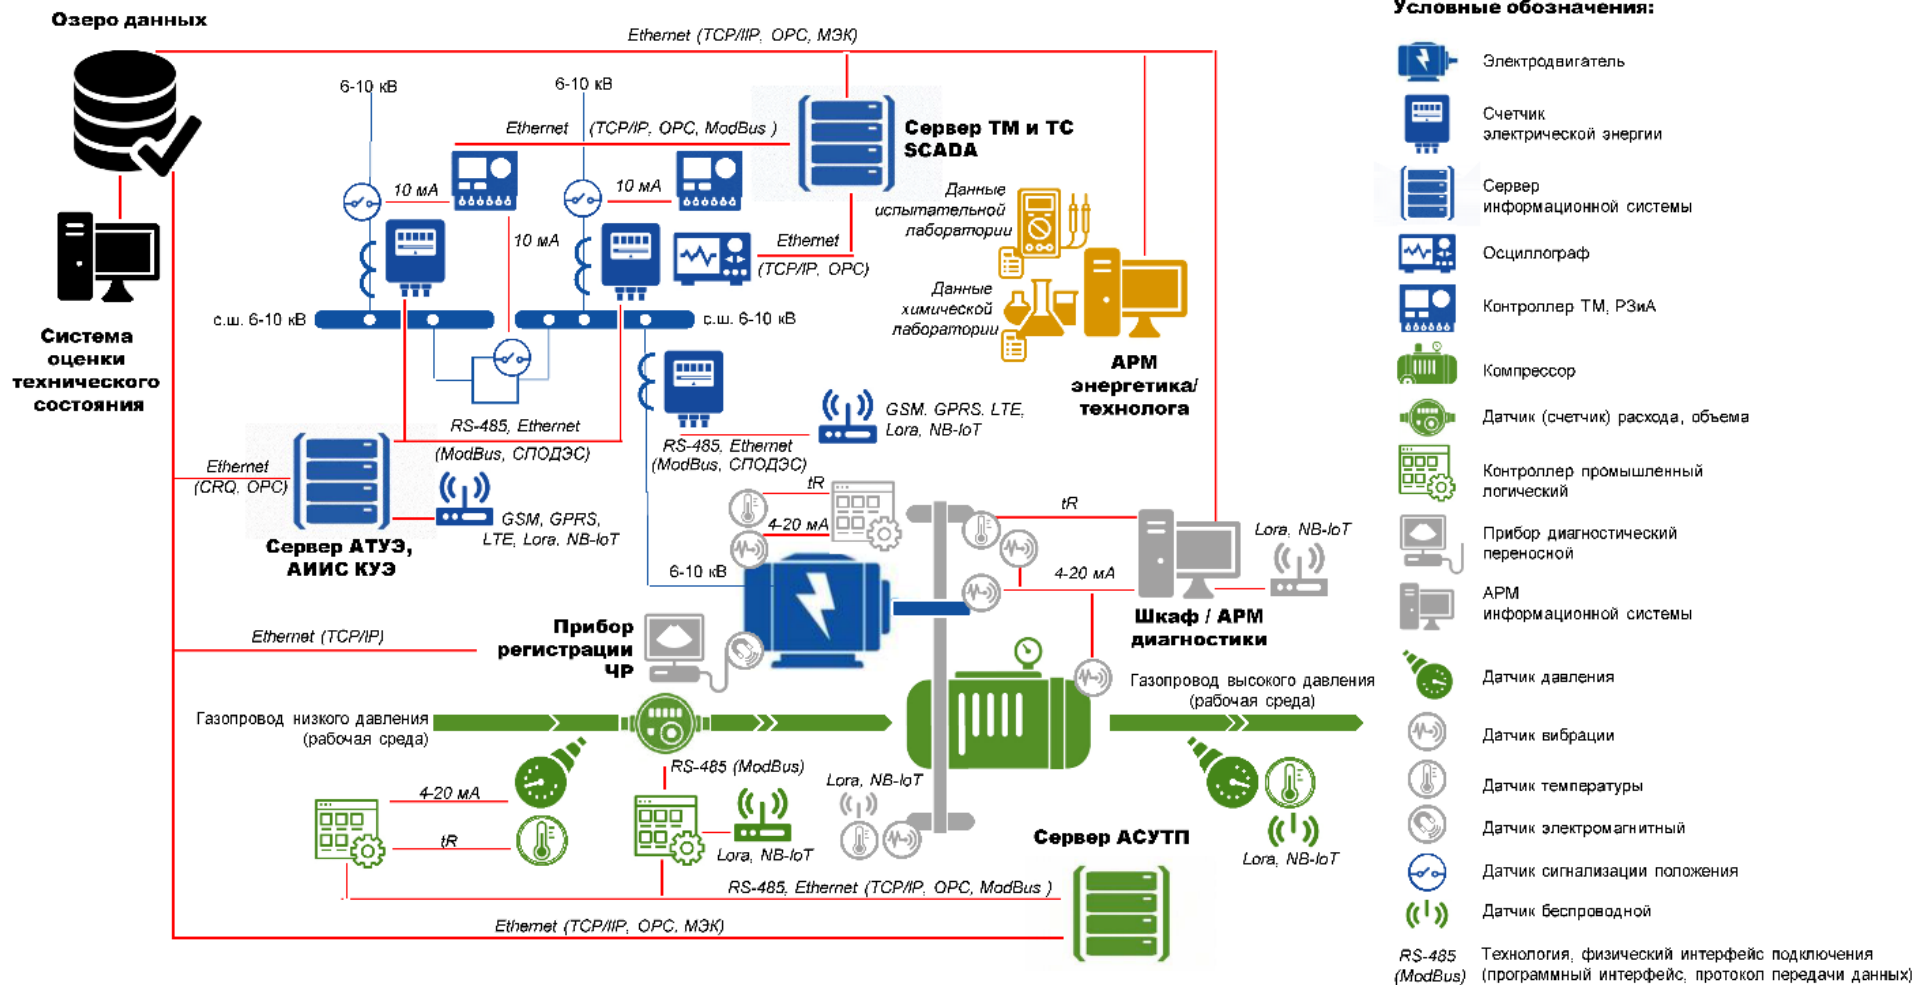 Озеро данных
Ethernet (TCP/IIP, ОРС, МЭК)
6-10 кВ
6-10 кВ
Ethernet (TCP/IP, ОРС, ModBus )
Сервер ТМ и ТС
SCADA
10 мА
10 мА
10 мА
Ethernet
(TCP/IP, ОРС)
Данные
испытательной
лаборатории
Данные
химической
лаборатории
с.ш. 6-10 кВ
с.ш. 6-10 кВ
Система
оценки
технического
состояния
АРМ
энергетика/
технолога
RS-485, Ethernet
(ModBus, СПОДЭС)
RS-485, Ethernet
(ModBus, СПОДЭС)
GSM, GPRS, LTE,
Lora, NB-IoT
Ethernet
(CRQ, ОРС)
GSM, GPRS,
LTE, Lora, NB-IoT
Сервер АТУЭ,
АИИС КУЭ
tR
4-20 мА
6-10 кВ
tR
4-20 мА
Lora, NB-IoT
Шкаф / АРМ
диагностики
Ethernet (TCP/IP)
Прибор
регистрации
ЧР
Газопровод высокого давления
(рабочая среда)
Газопровод низкого давления
(рабочая среда)
RS-485 (ModBus)
4-20 мА
tR
Lora, NB-IoT
Lora, NB-IoT
Lora, NB-IoT
Сервер АСУТП
RS-485, Ethernet (TCP/IP, ОРС, ModBus )
Ethernet (TCP/IIP, ОРС, МЭК)
Условные обозначения:
Электродвигатель
Счетчик
электрической энергии
Сервер
информационной системы
Осциллограф
Контроллер ТМ, РЗиА
Компрессор
Датчик (счетчик) расхода, объема
Контроллер промышленный
логический
Прибор диагностический
переносной
АРМ
информационной системы
Датчик давления
Датчик вибрации
Датчик температуры
Датчик электромагнитный
Датчик сигнализации положения
Датчик беспроводной
RS-485 Технология, физический интерфейс подключения
(ModBus) (программный интерфейс, протокол передачи данных)